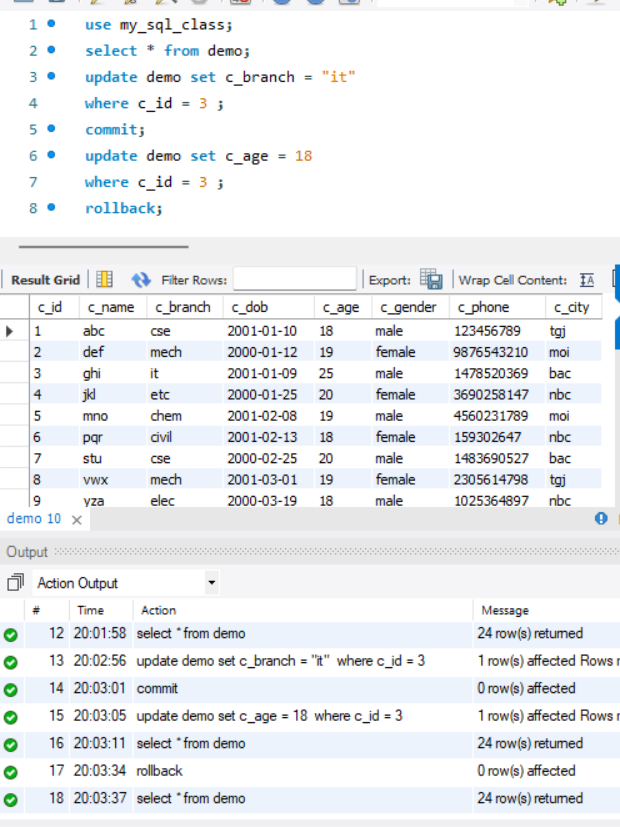 1 use my_sql_class;
2 select * from demo;
3 update demo set c_branch = "it"
4 where c_id = 3 ;
5 commit;
6 update demo set c_age = 18
7 where c_id = 3 ;
8 rollback;
Result Grid Filter Rows: Export: Wrap Cell Content:
c_id c_name c_branch c_dob c_age c_gender c_phone c_city
1 abc cse 2001-01-10 18 male 123456789 tgj
2 def mech 2000-01-12 19 female 9876543210 moi
3 ghi it 2001-01-09 25 male 1478520369 bac
4 jkl etc 2000-01-25 20 female 3690258147 nbc
5 mno chem 2001-02-08 19 male 4560231789 moi
6 pqr civil 2001-02-13 18 female 159302647 nbc
7 stu cse 2000-02-25 20 male 1483690527 bac
8 vwx mech 2001-03-01 19 female 2305614798 tgj
9 yza elec 2000-03-19 18 male 1025364897 nbc
demo 10
Output
Action Output
# Time Action Message
12 20:01:58 select * from demo 24 row(s) returned
13 20:02:56 update demo set c_branch = "it" where c_id = 3 1 row(s) affected Rows
14 20:03:01 commit 0 row(s) affected
15 20:03:05 update demo set c_age = 18 where c_id = 3 1 row(s) affected Rows
16 20:03:11 select * from demo 24 row(s) returned
17 20:03:34 rollback 0 row(s) affected
18 20:03:37 select * from demo 24 row(s) returned